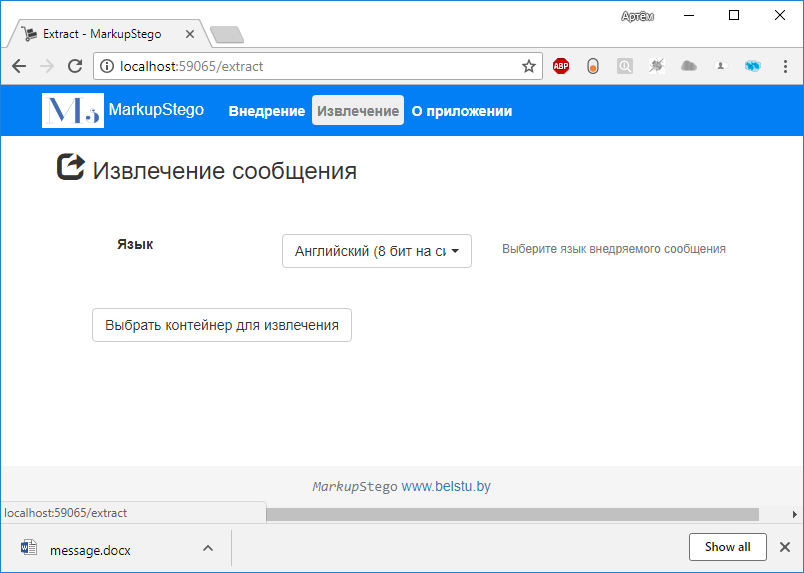 Артём
Extract - MarkupStego
localhost:59065/extract
ABP
M
MarkupStego Внедрение Извлечение О приложении
Извлечение сообщения
Язык Английский (8 бит на си Выберите язык внедряемого сообщения
Выбрать контейнер для извлечения
MarkupStego www.belstu.by
localhost:59065/extract
message.docx Show all